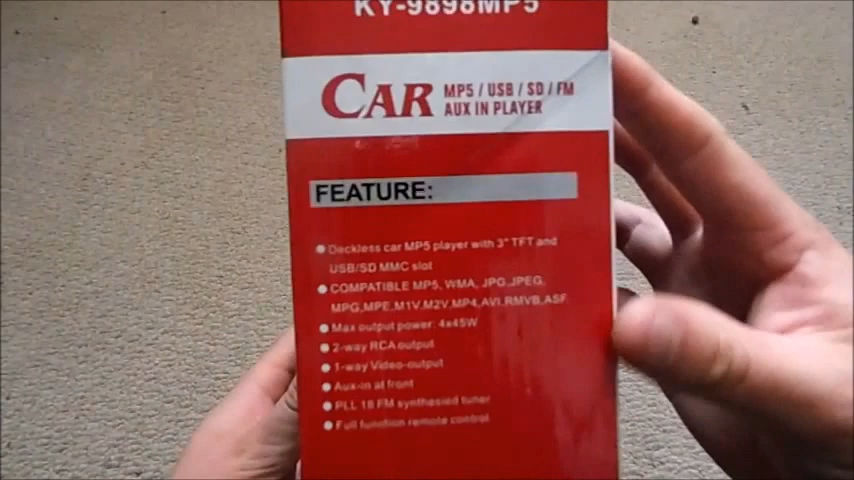 KY-9898MP5
CAR MP5 / USB / SD / FM
AUX IN PLAYER
FEATURE:
Deckless car MP5 player with 3" TFT and
USB/SD MMC slot
COMPATIBLE MP5, WMA, JPG,JPEG,
MPG,MPE,M1V,M2V,MP4,AVI,RMVB,ASF
Max output power: 4x45W
2-way RCA output
1-way Video-output
Aux-in at front
PLL 18 FM synthesied tuner
Full function remote control